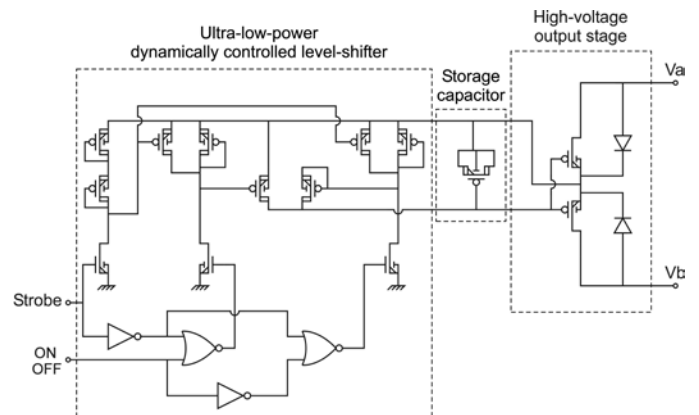 Ultra-low-power
dynamically controlled level-shifter
Storage
capacitor
High-voltage
output stage
Va
Vb
Strobe
ON
OFF